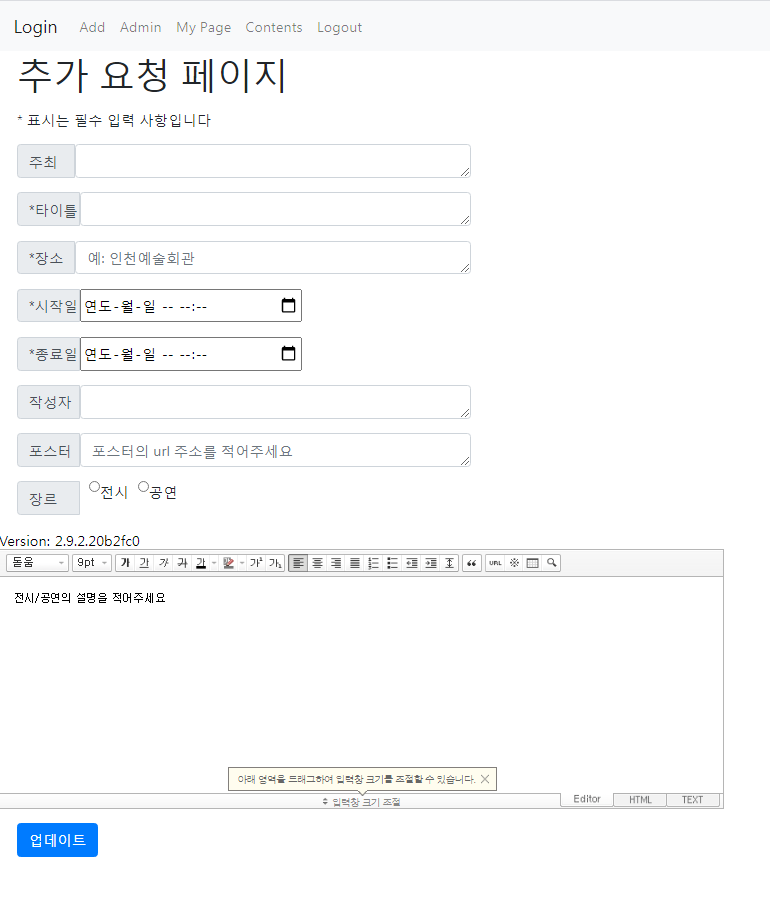 Login Add Admin My Page Contents Logout
추가 요청 페이지
* 표시는 필수 입력 사항입니다
주최
*타이틀
*장소 예: 인천예술회관
*시작일 연도-월-일 -- --:--
*종료일 연도-월-일 -- --:--
작성자
포스터 포스터의 url 주소를 적어주세요
장르 전시 공연
Version: 2.9.2.20b2fc0
돋움 9pt 가 가 가 가 가 가² 가₂ URL
전시/공연의 설명을 적어주세요
아래 영역을 드래그하여 입력창 크기를 조절할 수 있습니다.
입력창 크기 조절 Editor HTML TEXT
업데이트